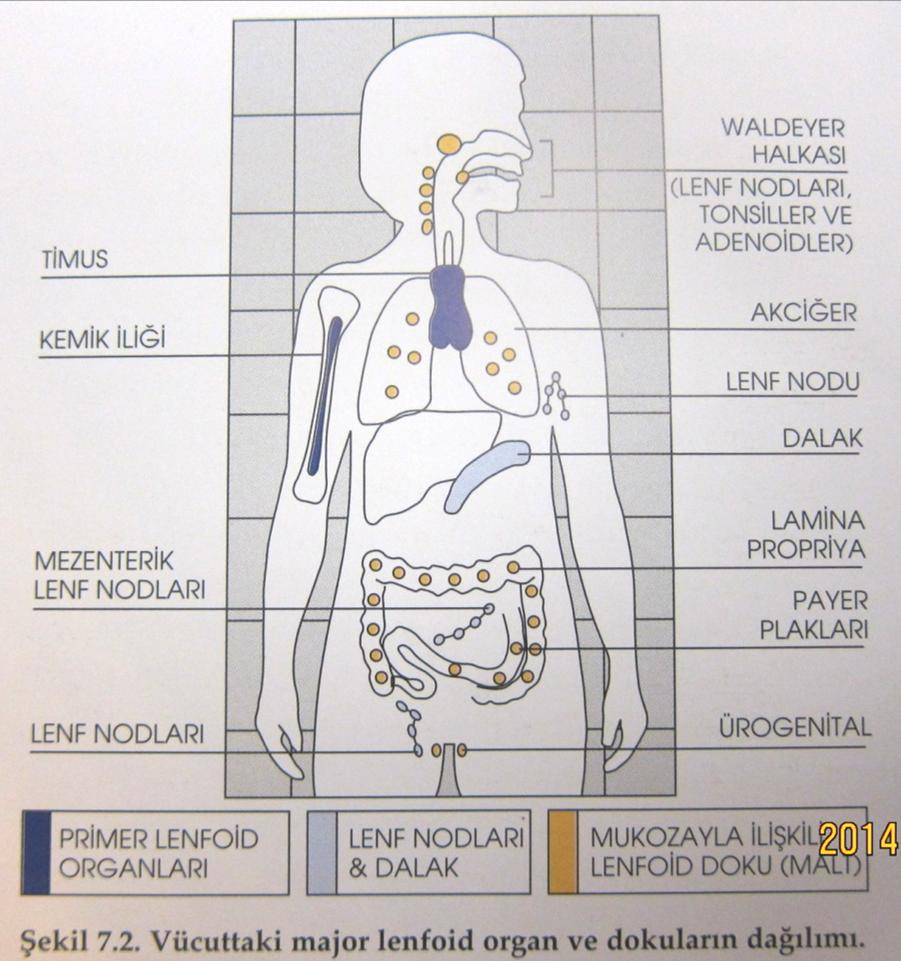 WALDEYER
HALKASI
(LENF NODLARI,
TONSİLLER VE
ADENOİDLER)
TİMUS
KEMİK İLİĞİ
AKCİĞER
LENF NODU
DALAK
LAMİNA
PROPRİYA
MEZENTERİK
LENF NODLARI
PAYER
PLAKLARI
LENF NODLARI
ÜROGENİTAL
PRİMER LENFOİD
ORGANLARI
LENF NODLARI
& DALAK
MUKOZAYLA İLİŞKİLİ
LENFOİD DOKU (MALT)
2014
Şekil 7.2. Vücuttaki major lenfoid organ ve dokuların dağılımı.